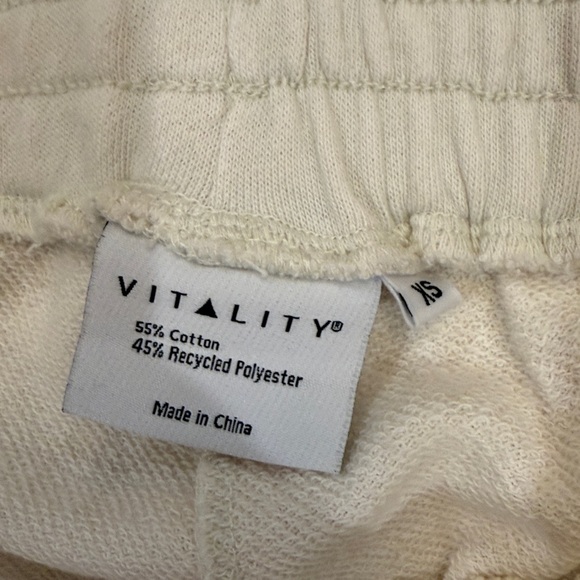 VITALITY®
55% Cotton
45% Recycled Polyester
Made in China
XS